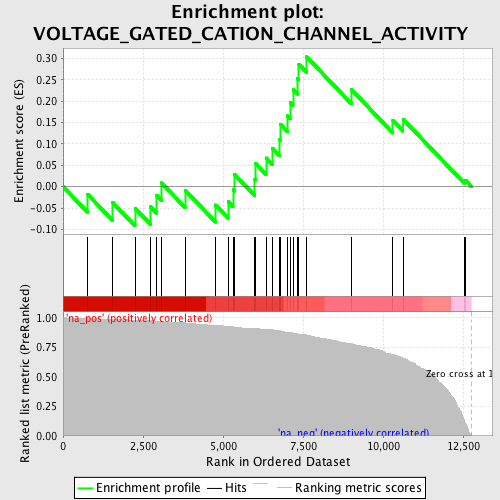 Enrichment plot:
VOLTAGE_GATED_CATION_CHANNEL_ACTIVITY
Enrichment score (ES)
0.30
0.25
0.20
0.15
0.10
0.05
0.00
-0.05
-0.10
'na_pos' (positively correlated)
Ranked list metric (PreRanked)
1.00
0.75
0.50
0.25
0.00
Zero cross at 1
'na_neg' (negatively correlated)
0
2,500
5,000
7,500
10,000
12,500
Rank in Ordered Dataset
Enrichment profile
Hits
Ranking metric scores